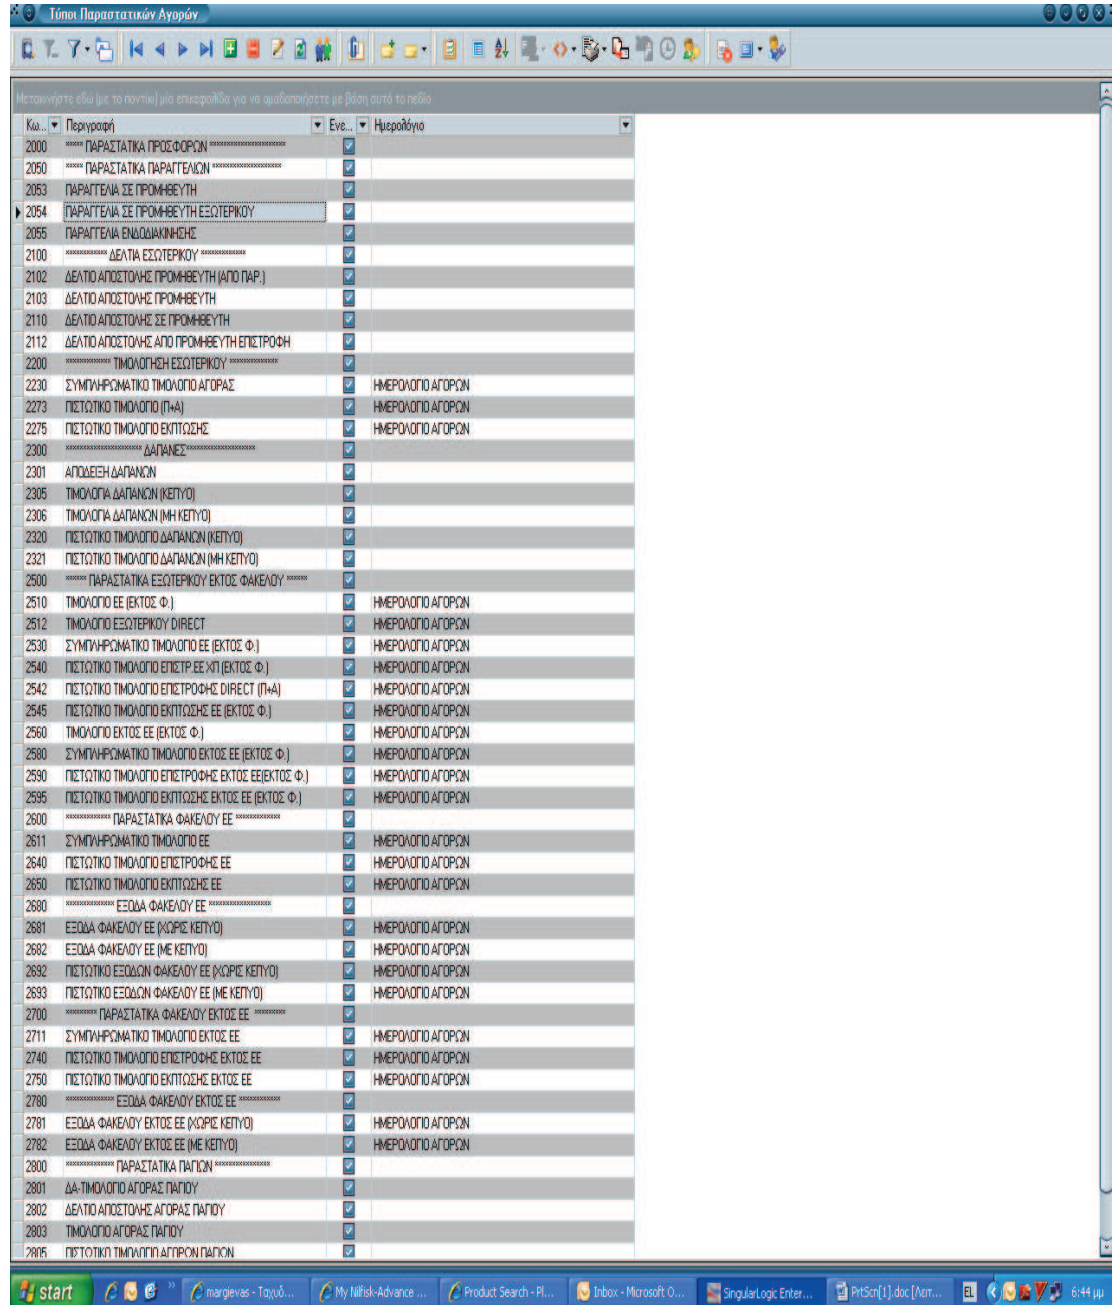 Τύποι Παραστατικών Αγορών
Μετακινήστε εδώ (με το ποντίκι) μία επικεφαλίδα για να ομαδοποιήσετε με βάση αυτό το πεδίο
Κω... Περιγραφή Ενε... Ημερολόγιο
2000 ***** ΠΑΡΑΣΤΑΤΙΚΑ ΠΡΟΣΦΟΡΩΝ **********************
2050 ***** ΠΑΡΑΣΤΑΤΙΚΑ ΠΑΡΑΓΓΕΛΙΩΝ ********************
2053 ΠΑΡΑΓΓΕΛΙΑ ΣΕ ΠΡΟΜΗΘΕΥΤΗ
2054 ΠΑΡΑΓΓΕΛΙΑ ΣΕ ΠΡΟΜΗΘΕΥΤΗ ΕΞΩΤΕΡΙΚΟΥ
2055 ΠΑΡΑΓΓΕΛΙΑ ΕΝΔΟΔΙΑΚΙΝΗΣΗΣ
2100 ************ ΔΕΛΤΙΑ ΕΣΩΤΕΡΙΚΟΥ *************
2102 ΔΕΛΤΙΟ ΑΠΟΣΤΟΛΗΣ ΠΡΟΜΗΘΕΥΤΗ (ΑΠΟ ΠΑΡ.)
2103 ΔΕΛΤΙΟ ΑΠΟΣΤΟΛΗΣ ΠΡΟΜΗΘΕΥΤΗ
2110 ΔΕΛΤΙΟ ΑΠΟΣΤΟΛΗΣ ΣΕ ΠΡΟΜΗΘΕΥΤΗ
2112 ΔΕΛΤΙΟ ΑΠΟΣΤΟΛΗΣ ΑΠΟ ΠΡΟΜΗΘΕΥΤΗ ΕΠΙΣΤΡΟΦΗ
2200 ************* ΤΙΜΟΛΟΓΗΣΗ ΕΣΩΤΕΡΙΚΟΥ **************
2230 ΣΥΜΠΛΗΡΩΜΑΤΙΚΟ ΤΙΜΟΛΟΓΙΟ ΑΓΟΡΑΣ ΗΜΕΡΟΛΟΓΙΟ ΑΓΟΡΩΝ
2273 ΠΙΣΤΩΤΙΚΟ ΤΙΜΟΛΟΓΙΟ (Π+Α) ΗΜΕΡΟΛΟΓΙΟ ΑΓΟΡΩΝ
2275 ΠΙΣΤΩΤΙΚΟ ΤΙΜΟΛΟΓΙΟ ΕΚΠΤΩΣΗΣ ΗΜΕΡΟΛΟΓΙΟ ΑΓΟΡΩΝ
2300 ********************** ΔΑΠΑΝΕΣ********************
2301 ΑΠΟΔΕΙΞΗ ΔΑΠΑΝΩΝ
2305 ΤΙΜΟΛΟΓΙΑ ΔΑΠΑΝΩΝ (ΚΕΠΥΟ)
2306 ΤΙΜΟΛΟΓΙΑ ΔΑΠΑΝΩΝ (ΜΗ ΚΕΠΥΟ)
2320 ΠΙΣΤΩΤΙΚΟ ΤΙΜΟΛΟΓΙΟ ΔΑΠΑΝΩΝ (ΚΕΠΥΟ)
2321 ΠΙΣΤΩΤΙΚΟ ΤΙΜΟΛΟΓΙΟ ΔΑΠΑΝΩΝ (ΜΗ ΚΕΠΥΟ)
2500 ****** ΠΑΡΑΣΤΑΤΙΚΑ ΕΞΩΤΕΡΙΚΟΥ ΕΚΤΟΣ ΦΑΚΕΛΟΥ ******
2510 ΤΙΜΟΛΟΓΙΟ ΕΕ (ΕΚΤΟΣ Φ.) ΗΜΕΡΟΛΟΓΙΟ ΑΓΟΡΩΝ
2512 ΤΙΜΟΛΟΓΙΟ ΕΞΩΤΕΡΙΚΟΥ DIRECT ΗΜΕΡΟΛΟΓΙΟ ΑΓΟΡΩΝ
2530 ΣΥΜΠΛΗΡΩΜΑΤΙΚΟ ΤΙΜΟΛΟΓΙΟ ΕΕ (ΕΚΤΟΣ Φ.) ΗΜΕΡΟΛΟΓΙΟ ΑΓΟΡΩΝ
2540 ΠΙΣΤΩΤΙΚΟ ΤΙΜΟΛΟΓΙΟ ΕΠΙΣΤΡ.ΕΕ ΧΠ (ΕΚΤΟΣ Φ.) ΗΜΕΡΟΛΟΓΙΟ ΑΓΟΡΩΝ
2542 ΠΙΣΤΩΤΙΚΟ ΤΙΜΟΛΟΓΙΟ ΕΠΙΣΤΡΟΦΗΣ DIRECT (Π+Α) ΗΜΕΡΟΛΟΓΙΟ ΑΓΟΡΩΝ
2545 ΠΙΣΤΩΤΙΚΟ ΤΙΜΟΛΟΓΙΟ ΕΚΠΤΩΣΗΣ ΕΕ (ΕΚΤΟΣ Φ.) ΗΜΕΡΟΛΟΓΙΟ ΑΓΟΡΩΝ
2560 ΤΙΜΟΛΟΓΙΟ ΕΚΤΟΣ ΕΕ (ΕΚΤΟΣ Φ.) ΗΜΕΡΟΛΟΓΙΟ ΑΓΟΡΩΝ
2580 ΣΥΜΠΛΗΡΩΜΑΤΙΚΟ ΤΙΜΟΛΟΓΙΟ ΕΚΤΟΣ ΕΕ (ΕΚΤΟΣ Φ.) ΗΜΕΡΟΛΟΓΙΟ ΑΓΟΡΩΝ
2590 ΠΙΣΤΩΤΙΚΟ ΤΙΜΟΛΟΓΙΟ ΕΠΙΣΤΡΟΦΗΣ ΕΚΤΟΣ ΕΕ(ΕΚΤΟΣ Φ.) ΗΜΕΡΟΛΟΓΙΟ ΑΓΟΡΩΝ
2595 ΠΙΣΤΩΤΙΚΟ ΤΙΜΟΛΟΓΙΟ ΕΚΠΤΩΣΗΣ ΕΚΤΟΣ ΕΕ (ΕΚΤΟΣ Φ.) ΗΜΕΡΟΛΟΓΙΟ ΑΓΟΡΩΝ
2600 ************* ΠΑΡΑΣΤΑΤΙΚΑ ΦΑΚΕΛΟΥ ΕΕ *************
2611 ΣΥΜΠΛΗΡΩΜΑΤΙΚΟ ΤΙΜΟΛΟΓΙΟ ΕΕ ΗΜΕΡΟΛΟΓΙΟ ΑΓΟΡΩΝ
2640 ΠΙΣΤΩΤΙΚΟ ΤΙΜΟΛΟΓΙΟ ΕΠΙΣΤΡΟΦΗΣ ΕΕ ΗΜΕΡΟΛΟΓΙΟ ΑΓΟΡΩΝ
2650 ΠΙΣΤΩΤΙΚΟ ΤΙΜΟΛΟΓΙΟ ΕΚΠΤΩΣΗΣ ΕΕ ΗΜΕΡΟΛΟΓΙΟ ΑΓΟΡΩΝ
2680 ************** ΕΞΟΔΑ ΦΑΚΕΛΟΥ ΕΕ ******************
2681 ΕΞΟΔΑ ΦΑΚΕΛΟΥ ΕΕ (ΧΩΡΙΣ ΚΕΠΥΟ) ΗΜΕΡΟΛΟΓΙΟ ΑΓΟΡΩΝ
2682 ΕΞΟΔΑ ΦΑΚΕΛΟΥ ΕΕ (ΜΕ ΚΕΠΥΟ) ΗΜΕΡΟΛΟΓΙΟ ΑΓΟΡΩΝ
2692 ΠΙΣΤΩΤΙΚΟ ΕΞΟΔΩΝ ΦΑΚΕΛΟΥ ΕΕ (ΧΩΡΙΣ ΚΕΠΥΟ) ΗΜΕΡΟΛΟΓΙΟ ΑΓΟΡΩΝ
2693 ΠΙΣΤΩΤΙΚΟ ΕΞΟΔΩΝ ΦΑΚΕΛΟΥ ΕΕ (ΜΕ ΚΕΠΥΟ) ΗΜΕΡΟΛΟΓΙΟ ΑΓΟΡΩΝ
2700 ********* ΠΑΡΑΣΤΑΤΙΚΑ ΦΑΚΕΛΟΥ ΕΚΤΟΣ ΕΕ *********
2711 ΣΥΜΠΛΗΡΩΜΑΤΙΚΟ ΤΙΜΟΛΟΓΙΟ ΕΚΤΟΣ ΕΕ ΗΜΕΡΟΛΟΓΙΟ ΑΓΟΡΩΝ
2740 ΠΙΣΤΩΤΙΚΟ ΤΙΜΟΛΟΓΙΟ ΕΠΙΣΤΡΟΦΗΣ ΕΚΤΟΣ ΕΕ ΗΜΕΡΟΛΟΓΙΟ ΑΓΟΡΩΝ
2750 ΠΙΣΤΩΤΙΚΟ ΤΙΜΟΛΟΓΙΟ ΕΚΠΤΩΣΗΣ ΕΚΤΟΣ ΕΕ ΗΜΕΡΟΛΟΓΙΟ ΑΓΟΡΩΝ
2780 ************** ΕΞΟΔΑ ΦΑΚΕΛΟΥ ΕΚΤΟΣ ΕΕ ************
2781 ΕΞΟΔΑ ΦΑΚΕΛΟΥ ΕΚΤΟΣ ΕΕ (ΧΩΡΙΣ ΚΕΠΥΟ) ΗΜΕΡΟΛΟΓΙΟ ΑΓΟΡΩΝ
2782 ΕΞΟΔΑ ΦΑΚΕΛΟΥ ΕΚΤΟΣ ΕΕ (ΜΕ ΚΕΠΥΟ) ΗΜΕΡΟΛΟΓΙΟ ΑΓΟΡΩΝ
2800 ************** ΠΑΡΑΣΤΑΤΙΚΑ ΠΑΓΙΩΝ ****************
2801 ΔΑ-ΤΙΜΟΛΟΓΙΟ ΑΓΟΡΑΣ ΠΑΓΙΟΥ
2802 ΔΕΛΤΙΟ ΑΠΟΣΤΟΛΗΣ ΑΓΟΡΑΣ ΠΑΓΙΟΥ
2803 ΤΙΜΟΛΟΓΙΟ ΑΓΟΡΑΣ ΠΑΓΙΟΥ
2805 ΠΙΣΤΩΤΙΚΟ ΤΙΜΟΛΟΓΙΟ ΑΓΟΡΩΝ ΠΑΓΙΩΝ
start margievas - Ταχυδ... My Nilfisk-Advance ... Product Search - Pl... Inbox - Microsoft O... SingularLogic Enter... PrtScn[1].doc [Λειτ... EL 6:44 μμ